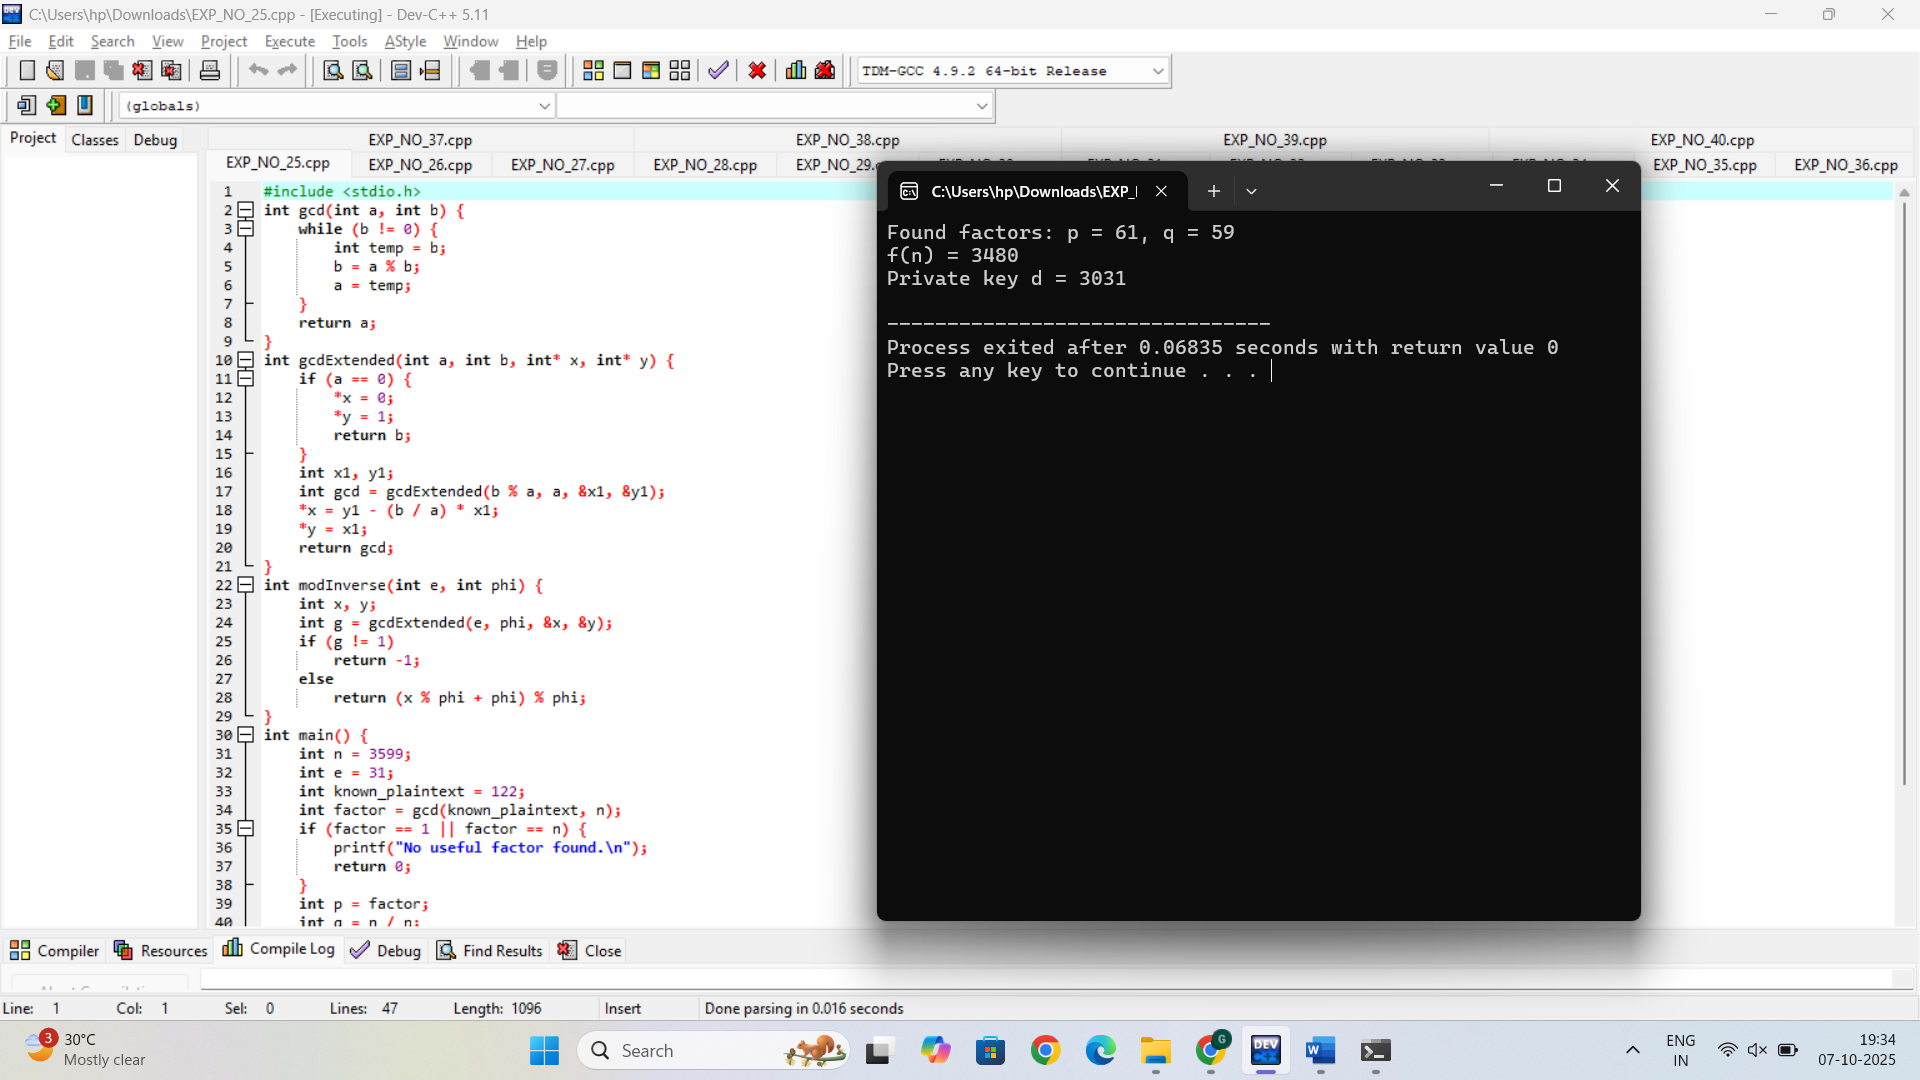 C:\Users\hp\Downloads\EXP_NO_25.cpp - [Executing] - Dev-C++ 5.11
File Edit Search View Project Execute Tools AStyle Window Help
TDM-GCC 4.9.2 64-bit Release
(globals)
Project Classes Debug
EXP_NO_37.cpp EXP_NO_38.cpp EXP_NO_39.cpp EXP_NO_40.cpp
EXP_NO_25.cpp EXP_NO_26.cpp EXP_NO_27.cpp EXP_NO_28.cpp EXP_NO_29.c EXP_NO_35.cpp EXP_NO_36.cpp
1 #include <stdio.h>
2 int gcd(int a, int b) {
3 while (b != 0) {
4 int temp = b;
5 b = a % b;
6 a = temp;
7 }
8 return a;
9 }
10 int gcdExtended(int a, int b, int* x, int* y) {
11 if (a == 0) {
12 *x = 0;
13 *y = 1;
14 return b;
15 }
16 int x1, y1;
17 int gcd = gcdExtended(b % a, a, &x1, &y1);
18 *x = y1 - (b / a) * x1;
19 *y = x1;
20 return gcd;
21 }
22 int modInverse(int e, int phi) {
23 int x, y;
24 int g = gcdExtended(e, phi, &x, &y);
25 if (g != 1)
26 return -1;
27 else
28 return (x % phi + phi) % phi;
29 }
30 int main() {
31 int n = 3599;
32 int e = 31;
33 int known_plaintext = 122;
34 int factor = gcd(known_plaintext, n);
35 if (factor == 1 || factor == n) {
36 printf("No useful factor found.\n");
37 return 0;
38 }
39 int p = factor;
40 int q = n / p;
C:\Users\hp\Downloads\EXP_I
Found factors: p = 61, q = 59
f(n) = 3480
Private key d = 3031
--------------------------------
Process exited after 0.06835 seconds with return value 0
Press any key to continue . . .
Compiler Resources Compile Log Debug Find Results Close
Line: 1 Col: 1 Sel: 0 Lines: 47 Length: 1096 Insert Done parsing in 0.016 seconds
3
30°C
Mostly clear
Search
G
DEV
C++
W
ENG
IN
19:34
07-10-2025